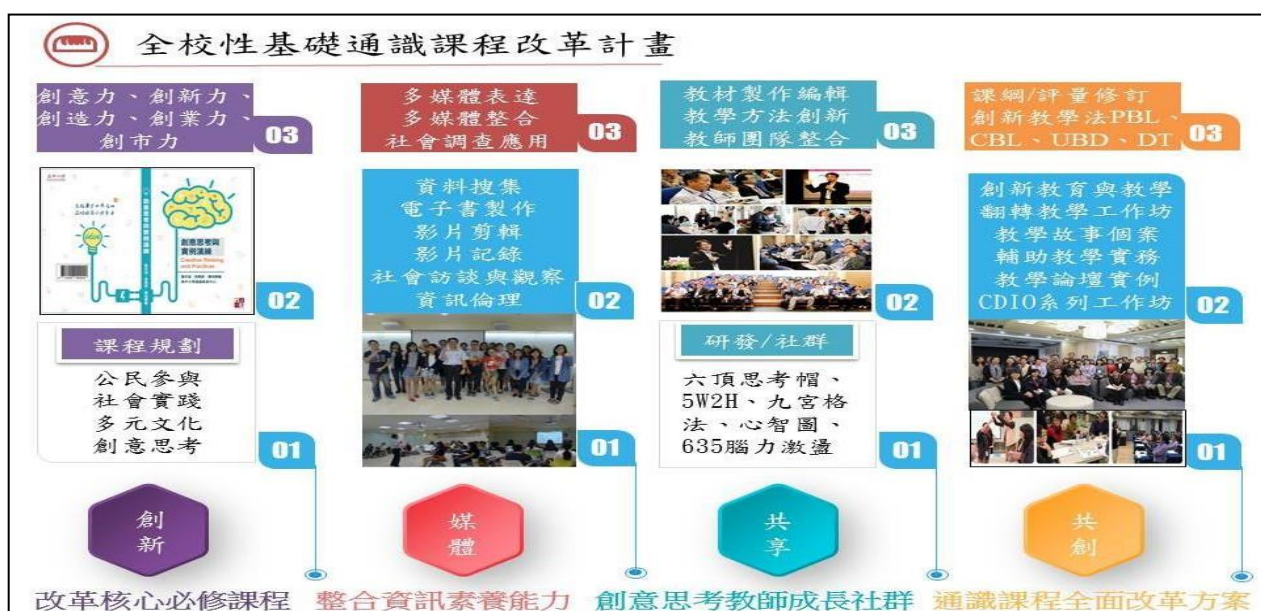 全校性基礎通識課程改革計畫
創意力、創新力、
創造力、創業力、
創市力
03
創意思考與
實例演練
Creative Thinking
and Practices
02
課程規劃
公民參與
社會實踐
多元文化
創意思考
01
創
新
改革核心必修課程
多媒體表達
多媒體整合
社會調查應用
03
資料搜集
電子書製作
影片剪輯
影片記錄
社會訪談與觀察
資訊倫理
02
01
媒
體
整合資訊素養能力
教材製作編輯
教學方法創新
教師團隊整合
03
02
研發/社群
六頂思考帽、
5W2H、九宮格
法、心智圖、
635腦力激盪
01
共
享
創意思考教師成長社群
課綱/評量修訂
創新教學法PBL、
CBL、UBD、DT
03
創新教育與教學
翻轉教學工作坊
教學故事個案
輔助教學實務
教學論壇實例
CDIO系列工作坊
02
01
共
創
通識課程全面改革方案